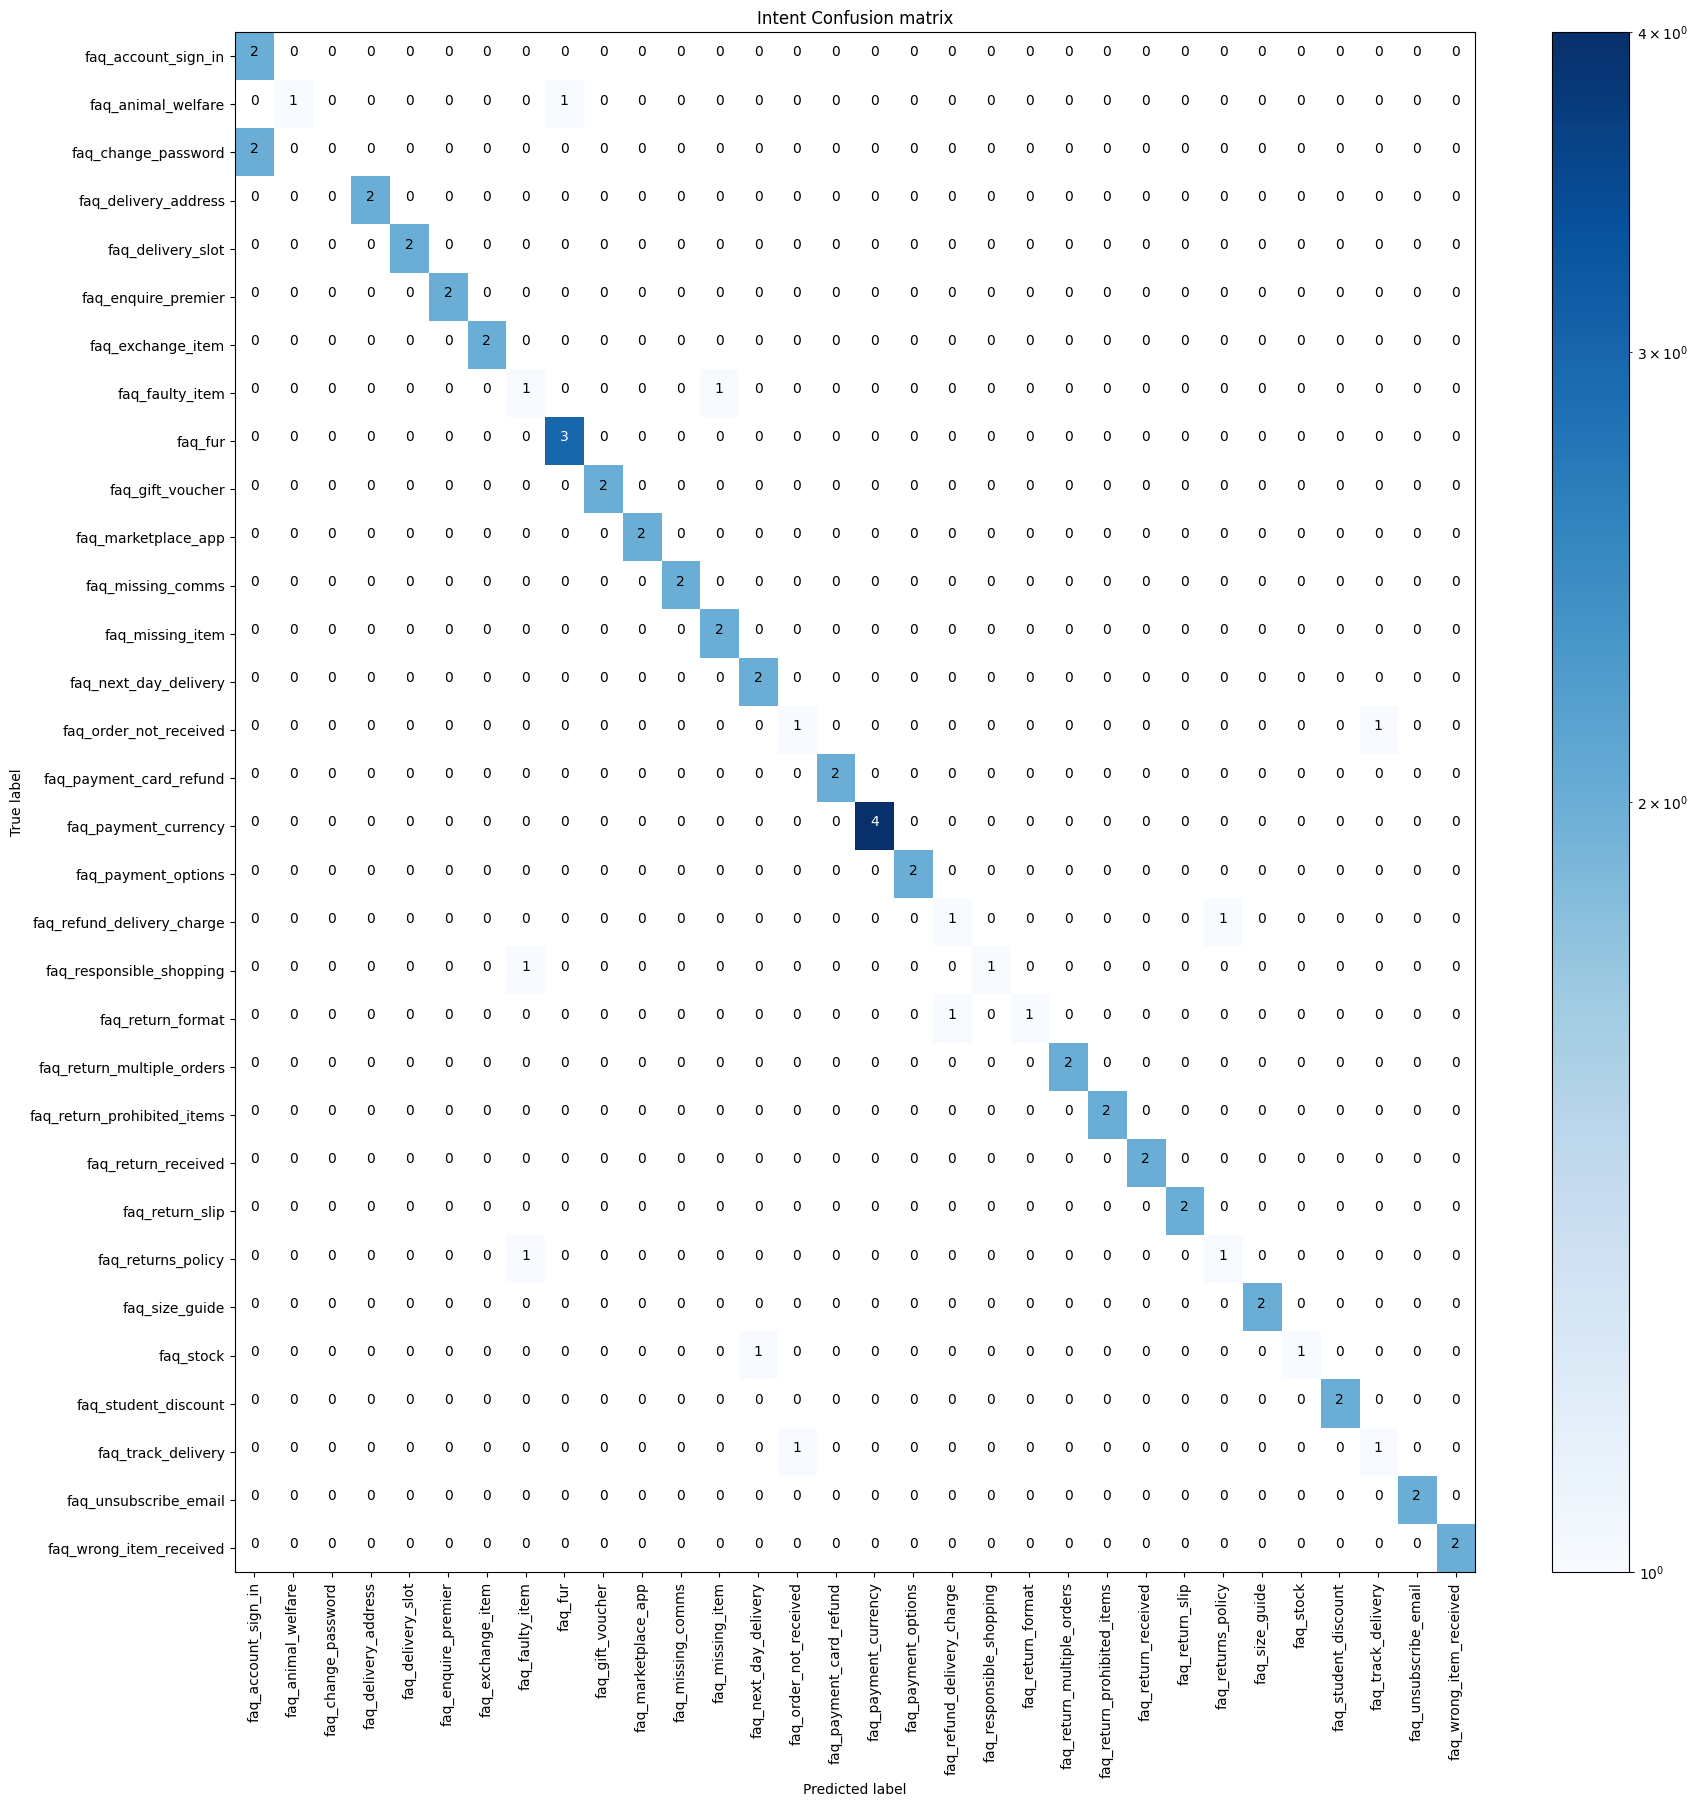 Intent Confusion matrix
faq_account_sign_in 2 0 0 0 0 0 0 0 0 0 0 0 0 0 0 0 0 0 0 0 0 0 0 0 0 0 0 0 0 0 0 0
faq_animal_welfare 0 1 0 0 0 0 0 0 1 0 0 0 0 0 0 0 0 0 0 0 0 0 0 0 0 0 0 0 0 0 0 0
faq_change_password 2 0 0 0 0 0 0 0 0 0 0 0 0 0 0 0 0 0 0 0 0 0 0 0 0 0 0 0 0 0 0 0
faq_delivery_address 0 0 0 2 0 0 0 0 0 0 0 0 0 0 0 0 0 0 0 0 0 0 0 0 0 0 0 0 0 0 0 0
faq_delivery_slot 0 0 0 0 2 0 0 0 0 0 0 0 0 0 0 0 0 0 0 0 0 0 0 0 0 0 0 0 0 0 0 0
faq_enquire_premier 0 0 0 0 0 2 0 0 0 0 0 0 0 0 0 0 0 0 0 0 0 0 0 0 0 0 0 0 0 0 0 0
faq_exchange_item 0 0 0 0 0 0 2 0 0 0 0 0 0 0 0 0 0 0 0 0 0 0 0 0 0 0 0 0 0 0 0 0
faq_faulty_item 0 0 0 0 0 0 0 1 0 0 0 0 1 0 0 0 0 0 0 0 0 0 0 0 0 0 0 0 0 0 0 0
faq_fur 0 0 0 0 0 0 0 0 3 0 0 0 0 0 0 0 0 0 0 0 0 0 0 0 0 0 0 0 0 0 0 0
faq_gift_voucher 0 0 0 0 0 0 0 0 0 2 0 0 0 0 0 0 0 0 0 0 0 0 0 0 0 0 0 0 0 0 0 0
faq_marketplace_app 0 0 0 0 0 0 0 0 0 0 2 0 0 0 0 0 0 0 0 0 0 0 0 0 0 0 0 0 0 0 0 0
faq_missing_comms 0 0 0 0 0 0 0 0 0 0 0 2 0 0 0 0 0 0 0 0 0 0 0 0 0 0 0 0 0 0 0 0
faq_missing_item 0 0 0 0 0 0 0 0 0 0 0 0 2 0 0 0 0 0 0 0 0 0 0 0 0 0 0 0 0 0 0 0
faq_next_day_delivery 0 0 0 0 0 0 0 0 0 0 0 0 0 2 0 0 0 0 0 0 0 0 0 0 0 0 0 0 0 0 0 0
faq_order_not_received 0 0 0 0 0 0 0 0 0 0 0 0 0 0 1 0 0 0 0 0 0 0 0 0 0 0 0 0 0 1 0 0
faq_payment_card_refund 0 0 0 0 0 0 0 0 0 0 0 0 0 0 0 2 0 0 0 0 0 0 0 0 0 0 0 0 0 0 0 0
faq_payment_currency 0 0 0 0 0 0 0 0 0 0 0 0 0 0 0 0 4 0 0 0 0 0 0 0 0 0 0 0 0 0 0 0
faq_payment_options 0 0 0 0 0 0 0 0 0 0 0 0 0 0 0 0 0 2 0 0 0 0 0 0 0 0 0 0 0 0 0 0
faq_refund_delivery_charge 0 0 0 0 0 0 0 0 0 0 0 0 0 0 0 0 0 0 1 0 0 0 0 0 0 1 0 0 0 0 0 0
faq_responsible_shopping 0 0 0 0 0 0 0 1 0 0 0 0 0 0 0 0 0 0 0 1 0 0 0 0 0 0 0 0 0 0 0 0
faq_return_format 0 0 0 0 0 0 0 0 0 0 0 0 0 0 0 0 0 0 1 0 1 0 0 0 0 0 0 0 0 0 0 0
faq_return_multiple_orders 0 0 0 0 0 0 0 0 0 0 0 0 0 0 0 0 0 0 0 0 0 2 0 0 0 0 0 0 0 0 0 0
faq_return_prohibited_items 0 0 0 0 0 0 0 0 0 0 0 0 0 0 0 0 0 0 0 0 0 0 2 0 0 0 0 0 0 0 0 0
faq_return_received 0 0 0 0 0 0 0 0 0 0 0 0 0 0 0 0 0 0 0 0 0 0 0 2 0 0 0 0 0 0 0 0
faq_return_slip 0 0 0 0 0 0 0 0 0 0 0 0 0 0 0 0 0 0 0 0 0 0 0 0 2 0 0 0 0 0 0 0
faq_returns_policy 0 0 0 0 0 0 0 1 0 0 0 0 0 0 0 0 0 0 0 0 0 0 0 0 0 1 0 0 0 0 0 0
faq_size_guide 0 0 0 0 0 0 0 0 0 0 0 0 0 0 0 0 0 0 0 0 0 0 0 0 0 0 2 0 0 0 0 0
faq_stock 0 0 0 0 0 0 0 0 0 0 0 0 0 1 0 0 0 0 0 0 0 0 0 0 0 0 0 1 0 0 0 0
faq_student_discount 0 0 0 0 0 0 0 0 0 0 0 0 0 0 0 0 0 0 0 0 0 0 0 0 0 0 0 0 2 0 0 0
faq_track_delivery 0 0 0 0 0 0 0 0 0 0 0 0 0 0 1 0 0 0 0 0 0 0 0 0 0 0 0 0 0 1 0 0
faq_unsubscribe_email 0 0 0 0 0 0 0 0 0 0 0 0 0 0 0 0 0 0 0 0 0 0 0 0 0 0 0 0 0 0 2 0
faq_wrong_item_received 0 0 0 0 0 0 0 0 0 0 0 0 0 0 0 0 0 0 0 0 0 0 0 0 0 0 0 0 0 0 0 2
True label
faq_account_sign_in
faq_animal_welfare
faq_change_password
faq_delivery_address
faq_delivery_slot
faq_enquire_premier
faq_exchange_item
faq_faulty_item
faq_fur
faq_gift_voucher
faq_marketplace_app
faq_missing_comms
faq_missing_item
faq_next_day_delivery
faq_order_not_received
faq_payment_card_refund
faq_payment_currency
faq_payment_options
faq_refund_delivery_charge
faq_responsible_shopping
faq_return_format
faq_return_multiple_orders
faq_return_prohibited_items
faq_return_received
faq_return_slip
faq_returns_policy
faq_size_guide
faq_stock
faq_student_discount
faq_track_delivery
faq_unsubscribe_email
faq_wrong_item_received
Predicted label
4 × 10⁰
3 × 10⁰
2 × 10⁰
10⁰